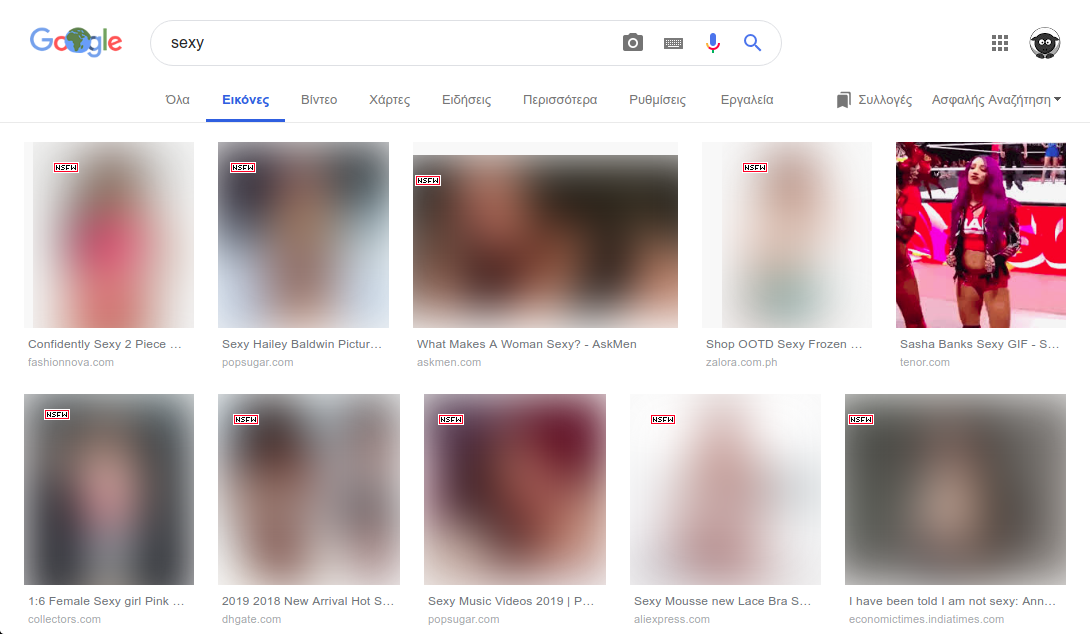 Google
sexy
Όλα Εικόνες Βίντεο Χάρτες Ειδήσεις Περισσότερα Ρυθμίσεις Εργαλεία Συλλογές Ασφαλής Αναζήτηση
NSFW NSFW NSFW NSFW
Confidently Sexy 2 Piece ... Sexy Hailey Baldwin Pictur... What Makes A Woman Sexy? - AskMen Shop OOTD Sexy Frozen ... Sasha Banks Sexy GIF - S...
fashionnova.com popsugar.com askmen.com zalora.com.ph tenor.com
NSFW NSFW NSFW NSFW NSFW
1:6 Female Sexy girl Pink ... 2019 2018 New Arrival Hot S... Sexy Music Videos 2019 | P... Sexy Mousse new Lace Bra S... I have been told I am not sexy: Ann...
collectors.com dhgate.com popsugar.com aliexpress.com economictimes.indiatimes.com